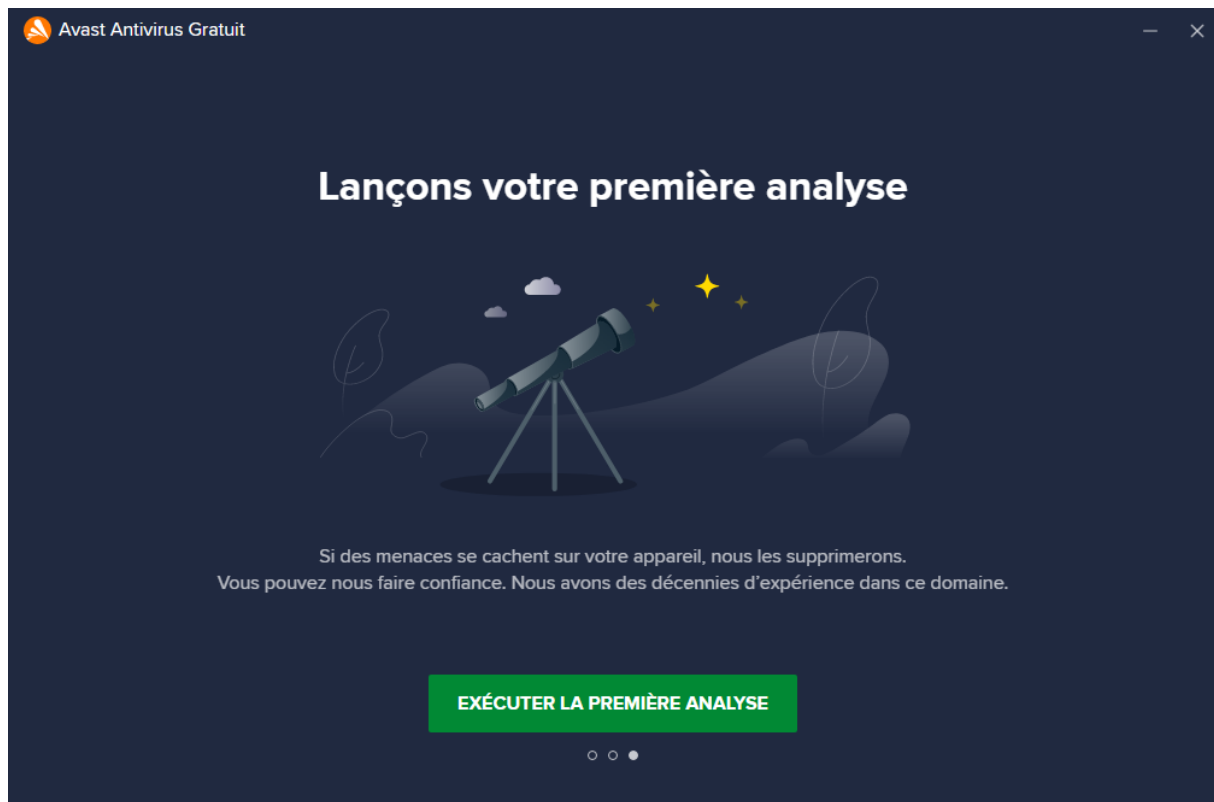 Avast Antivirus Gratuit
Lançons votre première analyse
Si des menaces se cachent sur votre appareil, nous les supprimerons.
Vous pouvez nous faire confiance. Nous avons des décennies d’expérience dans ce domaine.
EXÉCUTER LA PREMIÈRE ANALYSE